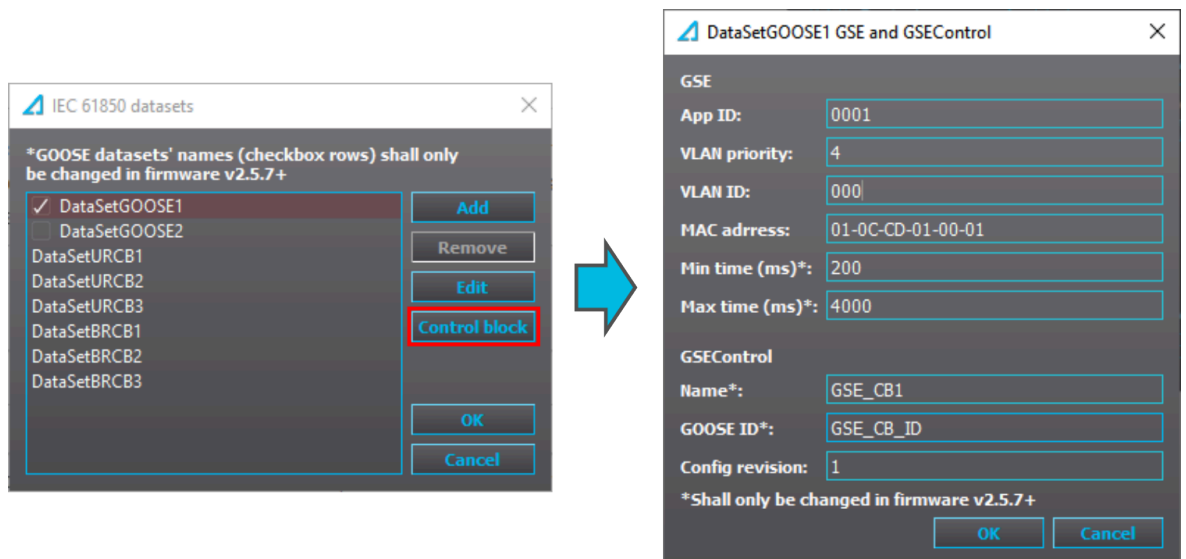 IEC 61850 datasets
*GOOSE datasets' names (checkbox rows) shall only
be changed in firmware v2.5.7+
DataSetGOOSE1
DataSetGOOSE2
DataSetURCB1
DataSetURCB2
DataSetURCB3
DataSetBRCB1
DataSetBRCB2
DataSetBRCB3
Add
Remove
Edit
Control block
OK
Cancel
DataSetGOOSE1 GSE and GSEControl
GSE
App ID: 0001
VLAN priority: 4
VLAN ID: 000
MAC adrress: 01-0C-CD-01-00-01
Min time (ms)*: 200
Max time (ms)*: 4000
GSEControl
Name*: GSE_CB1
GOOSE ID*: GSE_CB_ID
Config revision: 1
*Shall only be changed in firmware v2.5.7+
OK Cancel